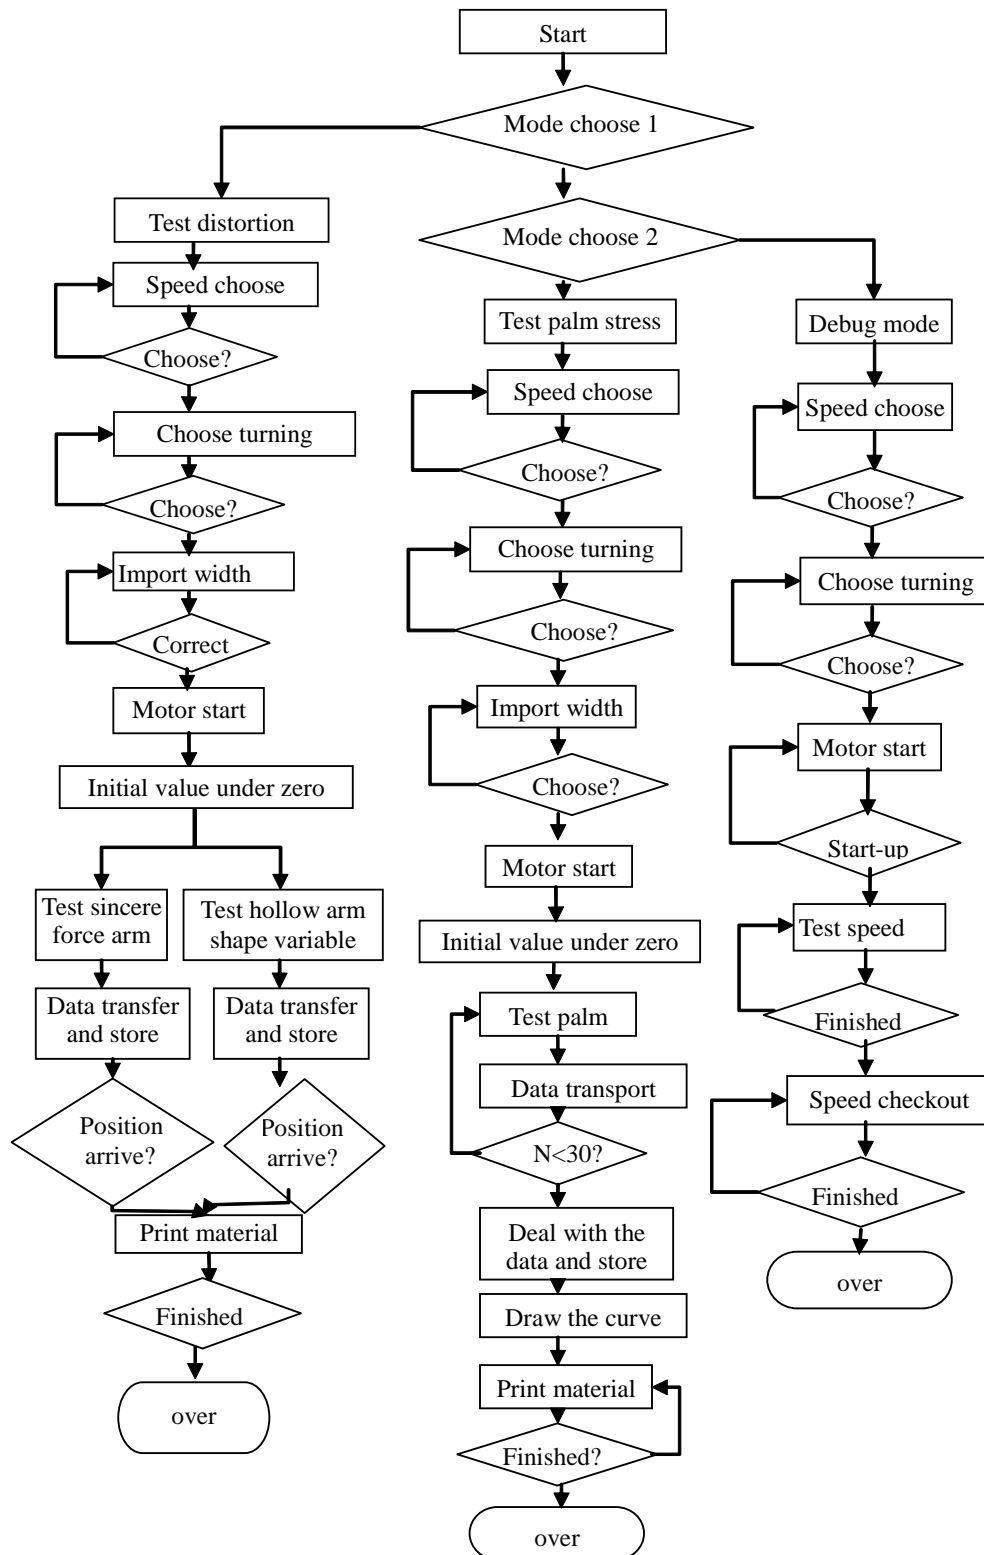 Start
Mode choose 1
Test distortion
Speed choose
Choose?
Choose turning
Choose?
Import width
Correct
Motor start
Initial value under zero
Test sincere
force arm
Test hollow arm
shape variable
Data transfer
and store
Data transfer
and store
Position
arrive?
Position
arrive?
Print material
Finished
over
Mode choose 2
Test palm stress
Speed choose
Choose?
Choose turning
Choose?
Import width
Choose?
Motor start
Initial value under zero
Test palm
Data transport
N<30?
Deal with the
data and store
Draw the curve
Print material
Finished?
over
Debug mode
Speed choose
Choose?
Choose turning
Choose?
Motor start
Start-up
Test speed
Finished
Speed checkout
Finished
over